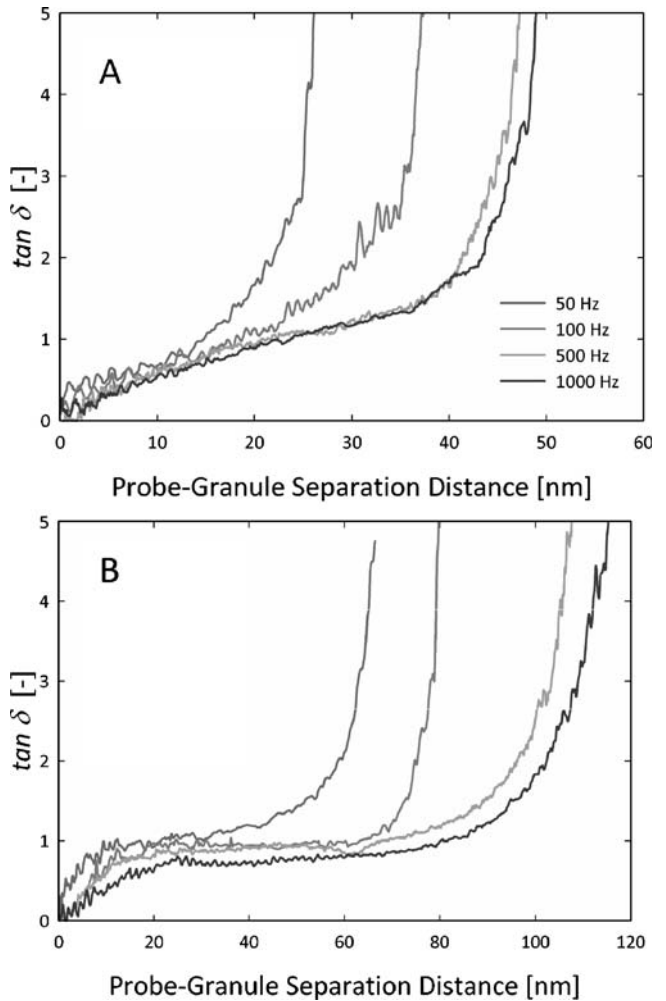 A
5
4
3
2
1
0
tan δ [-]
50 Hz
100 Hz
500 Hz
1000 Hz
0 10 20 30 40 50 60
Probe-Granule Separation Distance [nm]
B
5
4
3
2
1
0
tan δ [-]
0 20 40 60 80 100 120
Probe-Granule Separation Distance [nm]